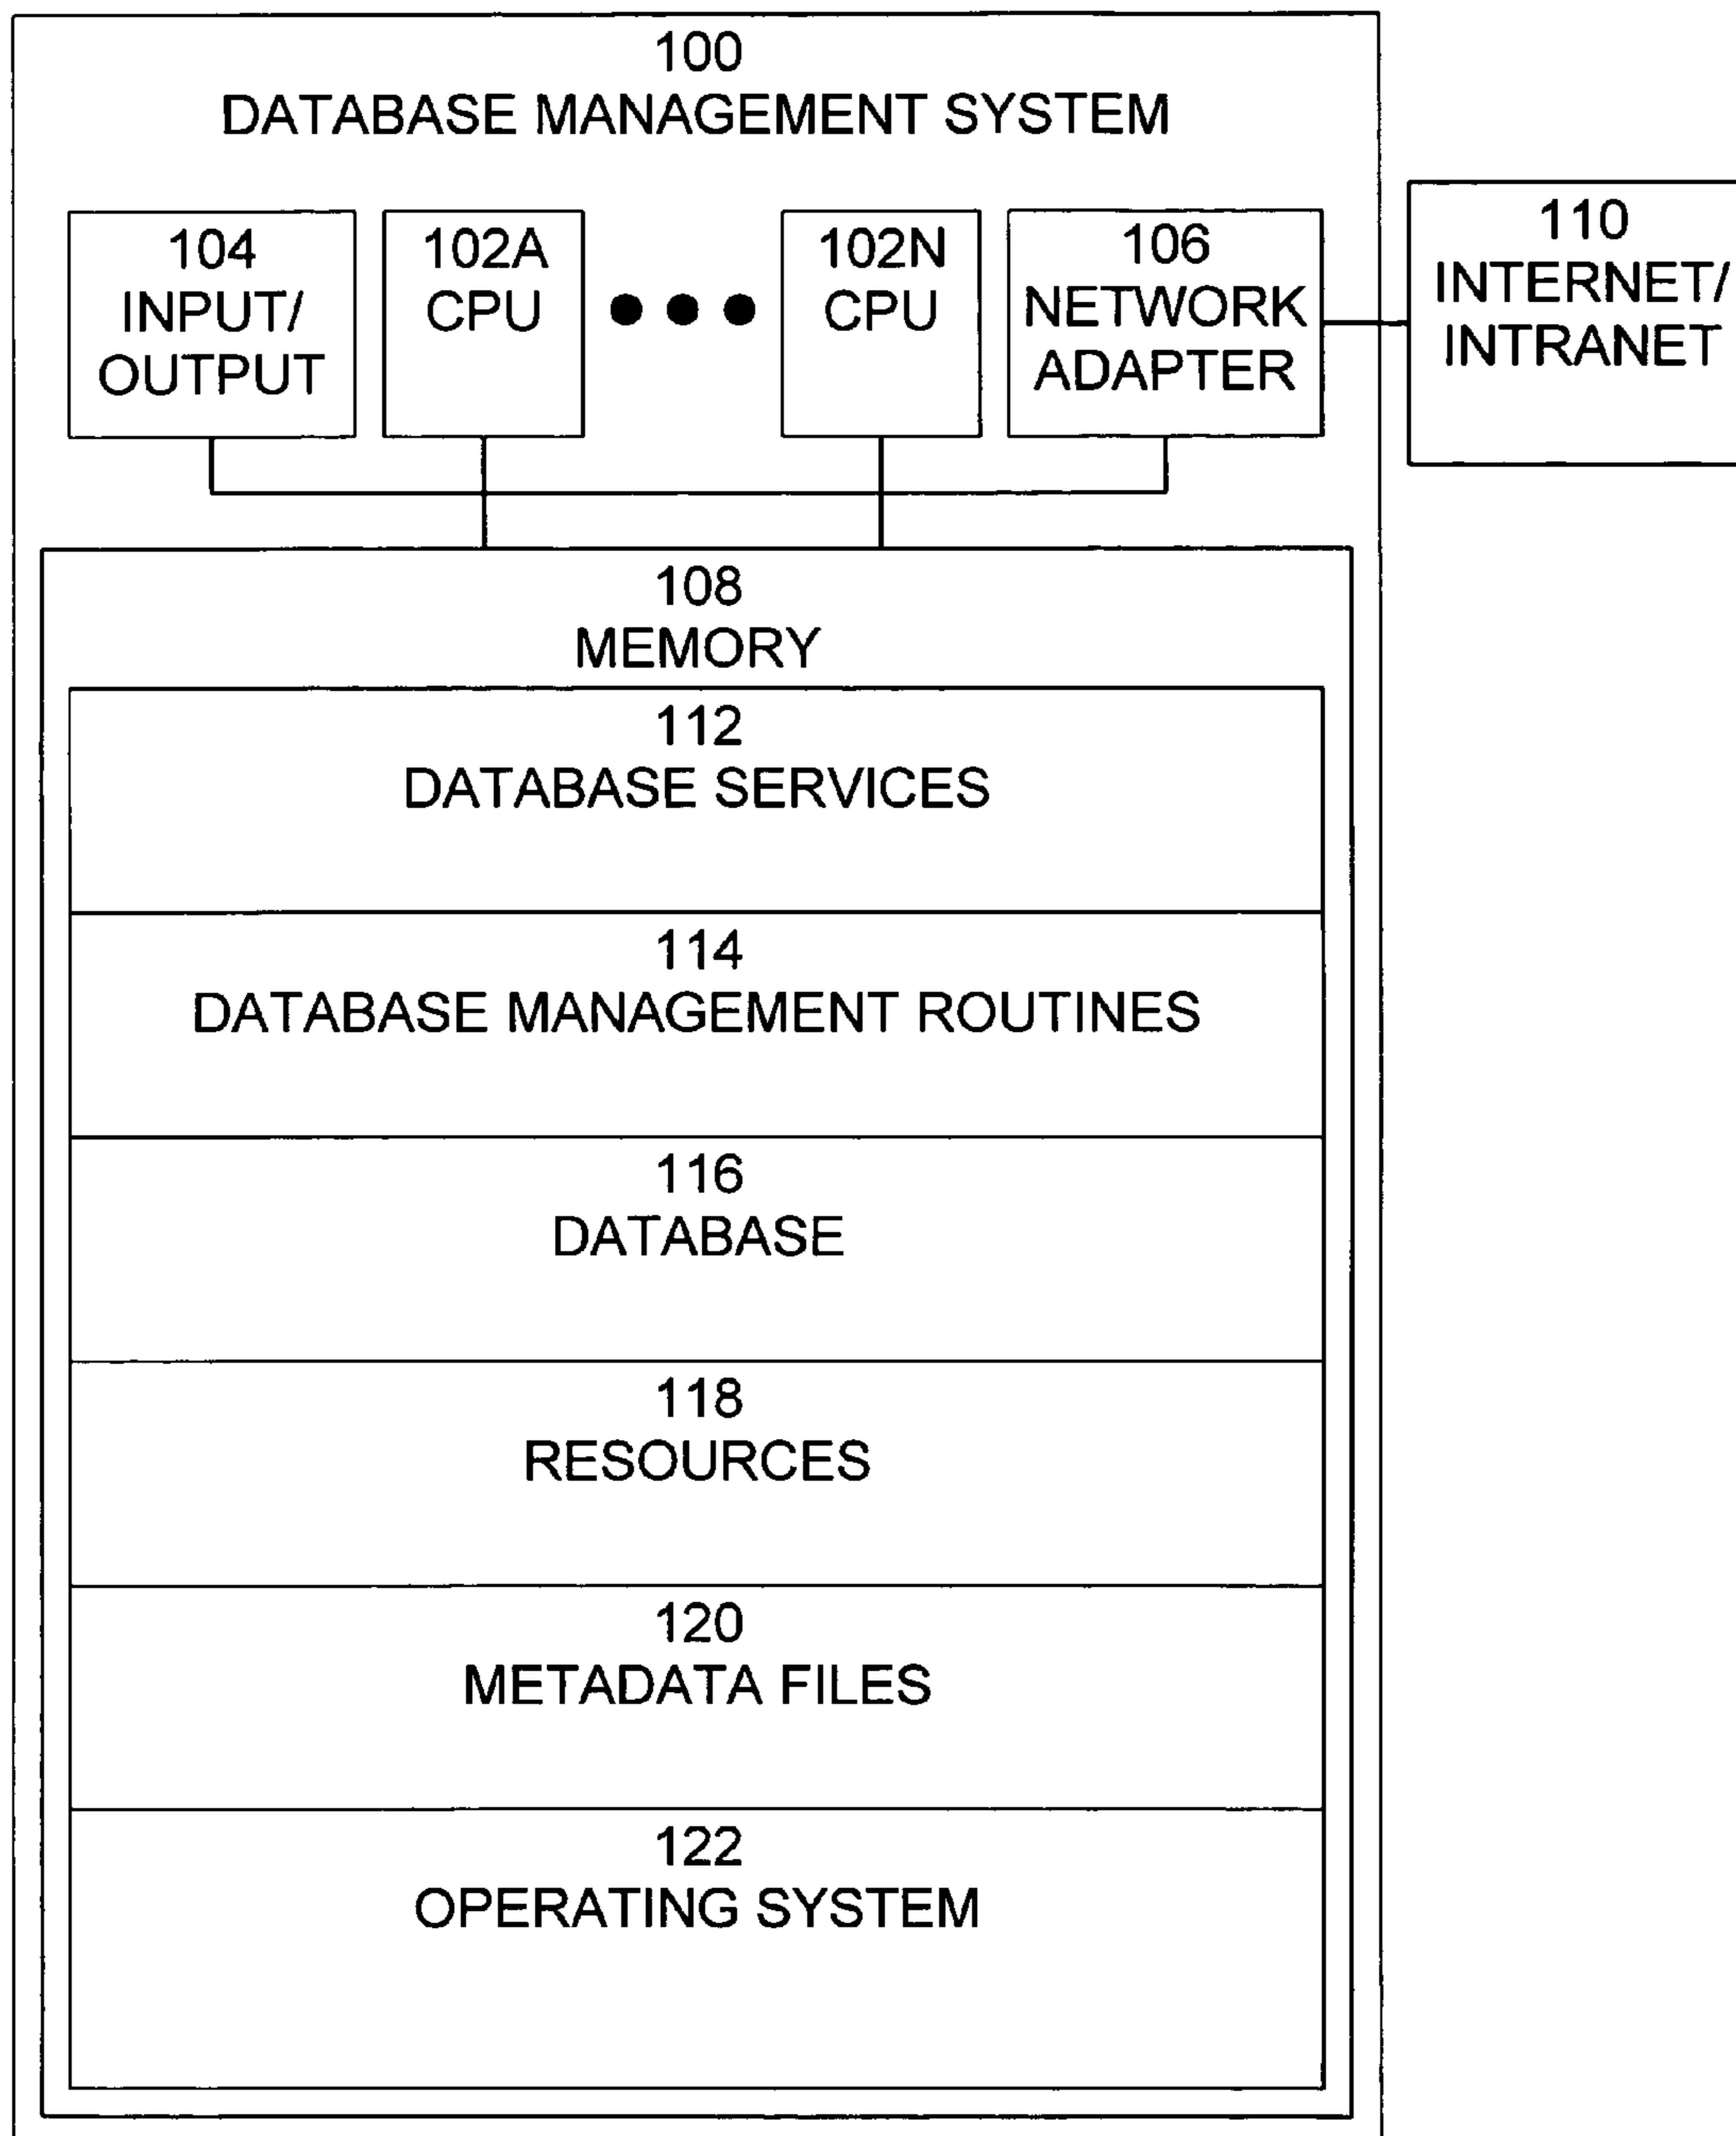 100
DATABASE MANAGEMENT SYSTEM
104
INPUT/
OUTPUT
102A
CPU
102N
CPU
106
NETWORK
ADAPTER
110
INTERNET/
INTRANET
108
MEMORY
112
DATABASE SERVICES
114
DATABASE MANAGEMENT ROUTINES
116
DATABASE
118
RESOURCES
120
METADATA FILES
122
OPERATING SYSTEM